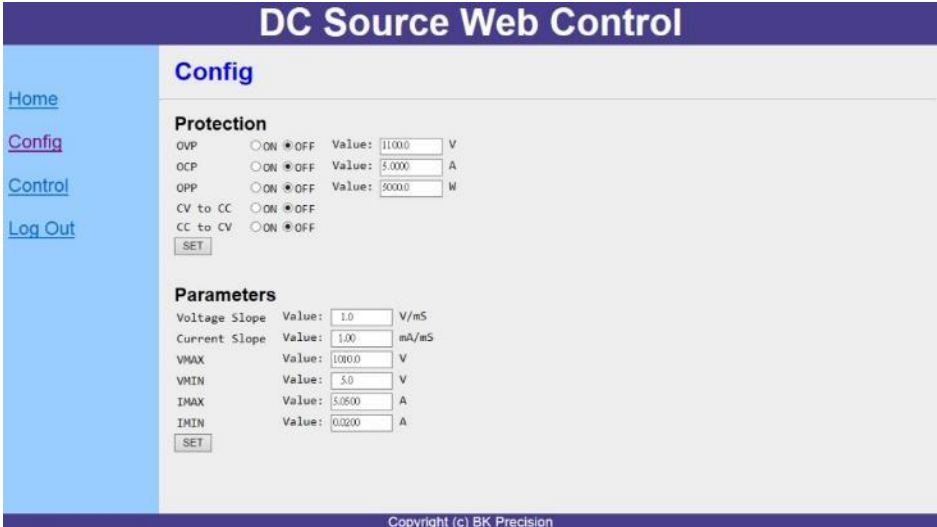 DC Source Web Control
Home
Config
Control
Log Out
Config
Protection
OVP ON OFF Value: 1100.0 V
OCP ON OFF Value: 5.0000 A
OPP ON OFF Value: 5000.0 W
CV to CC ON OFF
CC to CV ON OFF
SET
Parameters
Voltage Slope Value: 1.0 V/mS
Current Slope Value: 1.00 mA/mS
VMAX Value: 1010.0 V
VMIN Value: 5.0 V
IMAX Value: 5.0500 A
IMIN Value: 0.0200 A
SET
Copyright (c) BK Precision